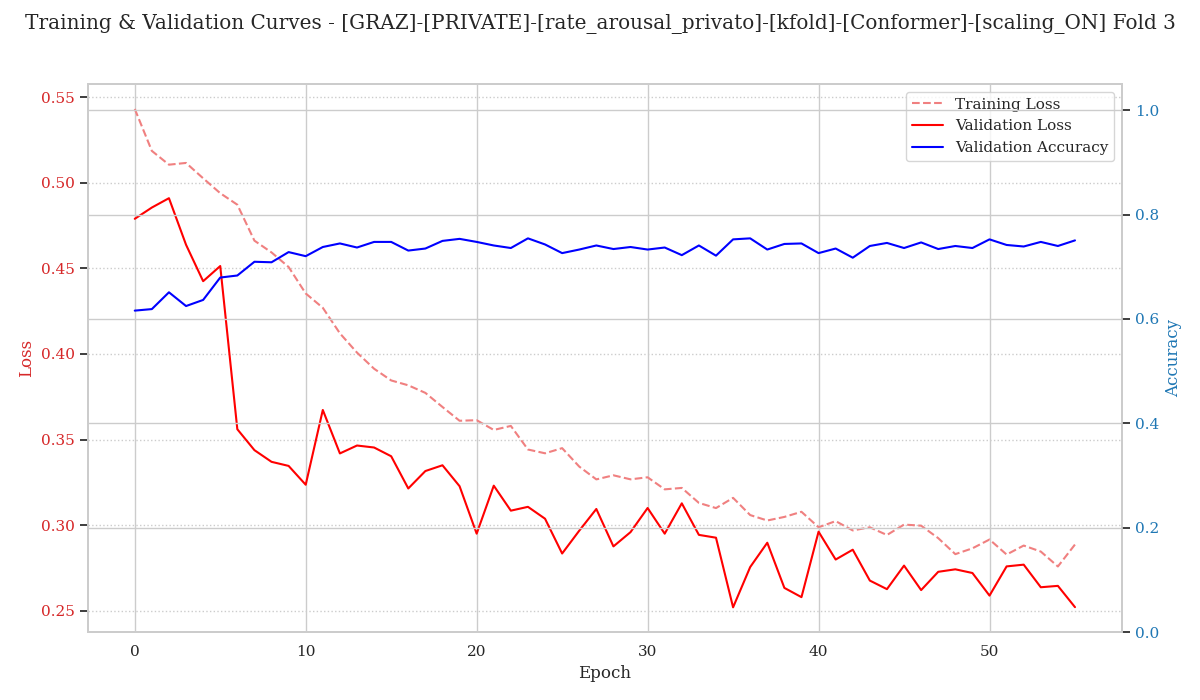 Training & Validation Curves - [GRAZ]-[PRIVATE]-[rate_arousal_privato]-[kfold]-[Conformer]-[scaling_ON] Fold 3
Training Loss
Validation Loss
Validation Accuracy
Loss
0.55
0.50
0.45
0.40
0.35
0.30
0.25
1.0
0.8
0.6
0.4
0.2
0.0
Accuracy
0 10 20 30 40 50
Epoch